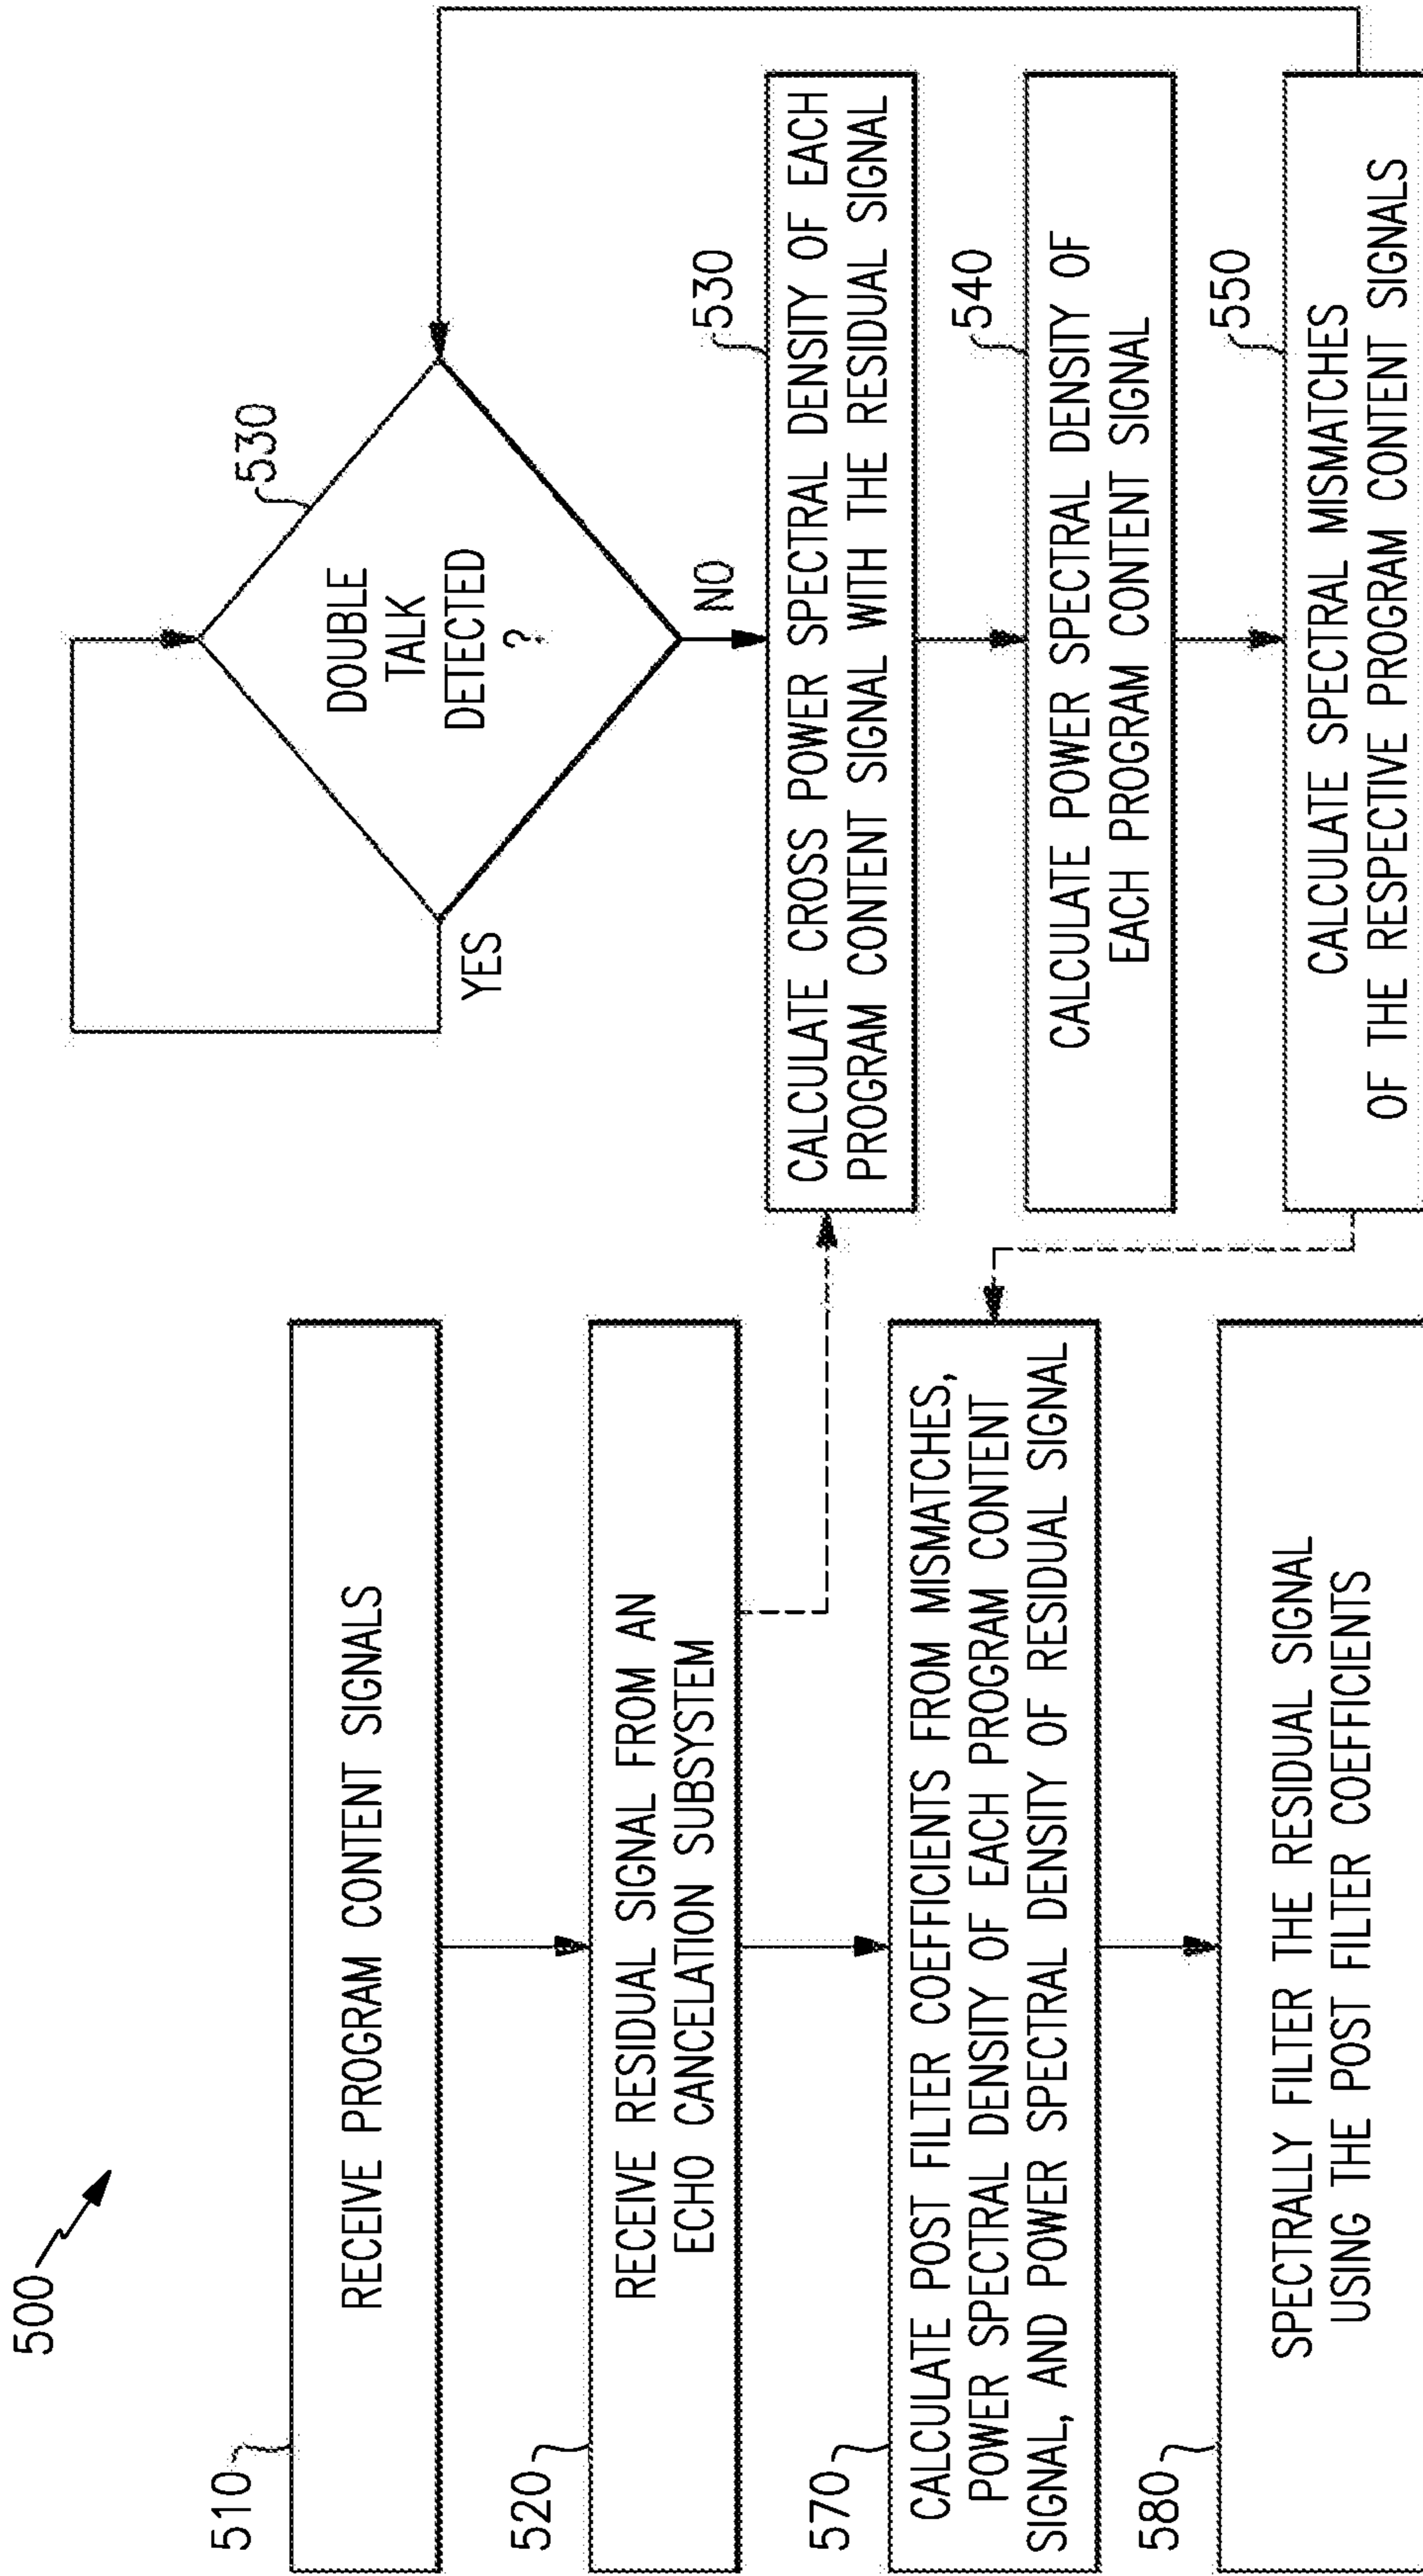 500
510
RECEIVE PROGRAM CONTENT SIGNALS
520
RECEIVE RESIDUAL SIGNAL FROM AN
ECHO CANCELATION SUBSYSTEM
570
CALCULATE POST FILTER COEFFICIENTS FROM MISMATCHES,
POWER SPECTRAL DENSITY OF EACH PROGRAM CONTENT
SIGNAL, AND POWER SPECTRAL DENSITY OF RESIDUAL SIGNAL
580
SPECTRALLY FILTER THE RESIDUAL SIGNAL
USING THE POST FILTER COEFFICIENTS
530
DOUBLE
TALK
DETECTED
?
YES
NO
530
CALCULATE CROSS POWER SPECTRAL DENSITY OF EACH
PROGRAM CONTENT SIGNAL WITH THE RESIDUAL SIGNAL
540
CALCULATE POWER SPECTRAL DENSITY OF
EACH PROGRAM CONTENT SIGNAL
550
CALCULATE SPECTRAL MISMATCHES
OF THE RESPECTIVE PROGRAM CONTENT SIGNALS